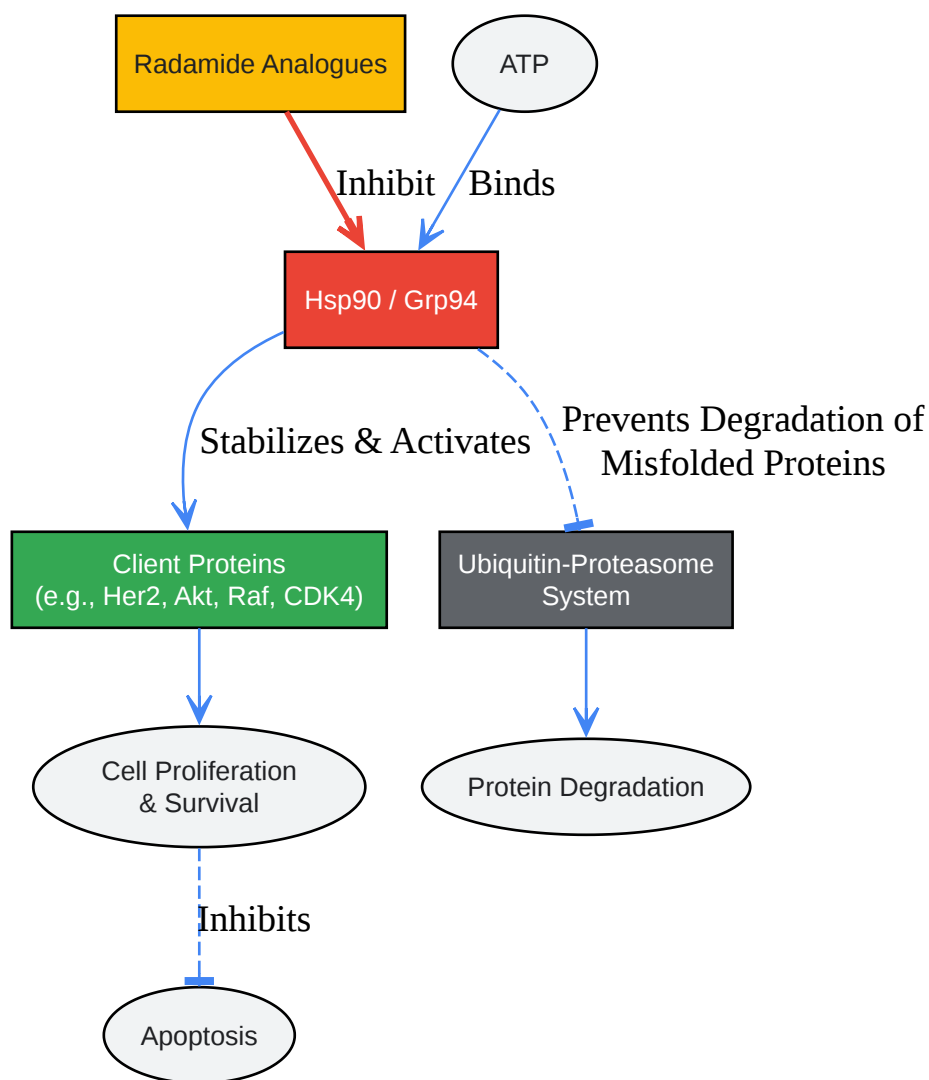 Radamide Analogues
ATP
Inhibit
Binds
Hsp90 / Grp94
Stabilizes & Activates
Prevents Degradation of
Misfolded Proteins
Client Proteins
(e.g., Her2, Akt, Raf, CDK4)
Ubiquitin-Proteasome
System
Cell Proliferation
& Survival
Protein Degradation
Inhibits
Apoptosis